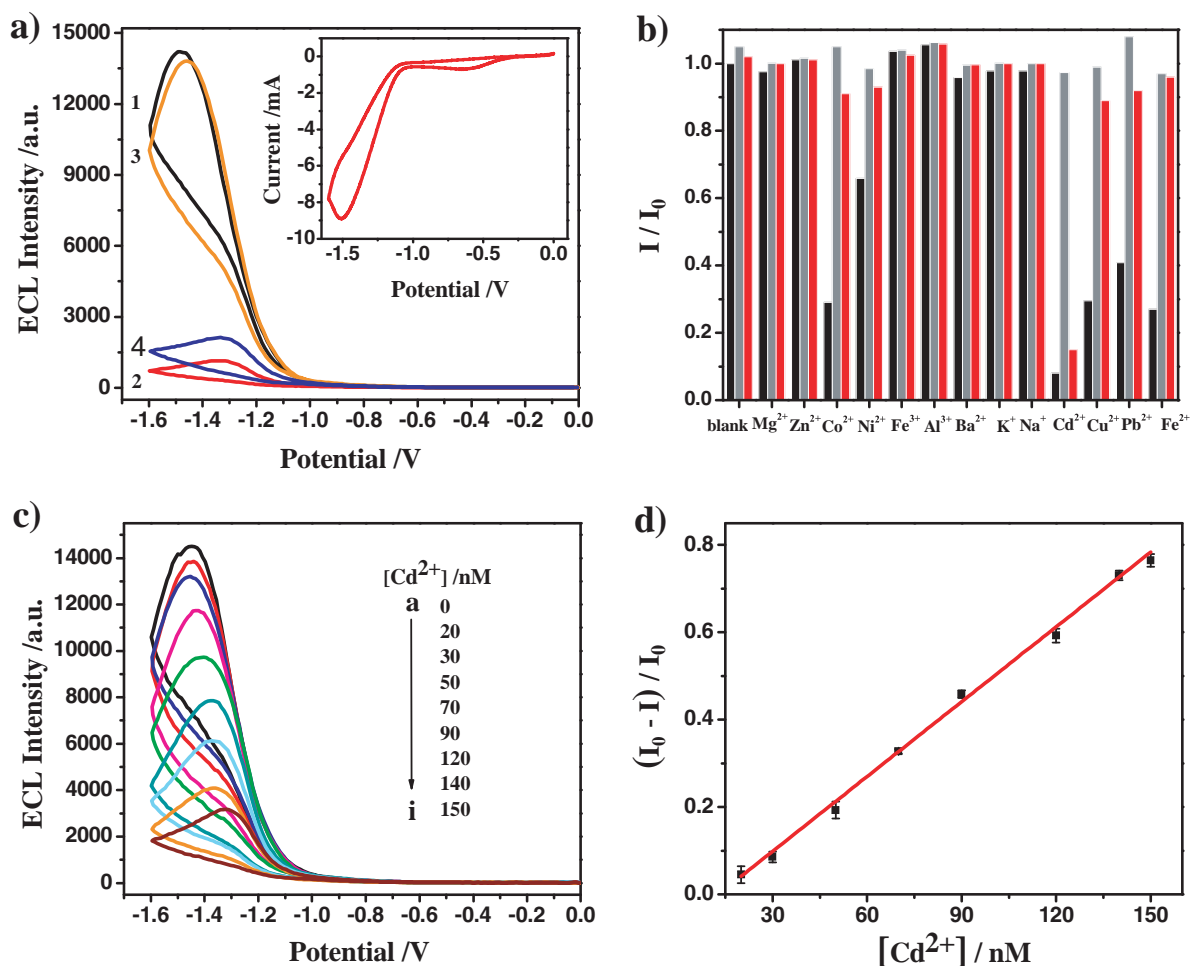 a)
15000
12000
9000
6000
3000
0
ECL Intensity /a.u.
1
3
4
2
-1.6 -1.4 -1.2 -1.0 -0.8 -0.6 -0.4 -0.2 0.0
Potential /V
0
-2
-4
-6
-8
-10
Current /mA
-1.5 -1.0 -0.5 0.0
Potential /V
b)
1.0
0.8
0.6
0.4
0.2
0.0
I / I₀
blank Mg²⁺ Zn²⁺ Co²⁺ Ni²⁺ Fe³⁺ Al³⁺ Ba²⁺ K⁺ Na⁺ Cd²⁺ Cu²⁺ Pb²⁺ Fe²⁺
c)
14000
12000
10000
8000
6000
4000
2000
0
ECL Intensity /a.u.
[Cd²⁺] /nM
a 0
20
30
50
70
90
120
140
i 150
-1.6 -1.4 -1.2 -1.0 -0.8 -0.6 -0.4 -0.2 0.0
Potential /V
d)
0.8
0.6
0.4
0.2
0.0
(I₀ - I) / I₀
30 60 90 120 150
[Cd²⁺] / nM